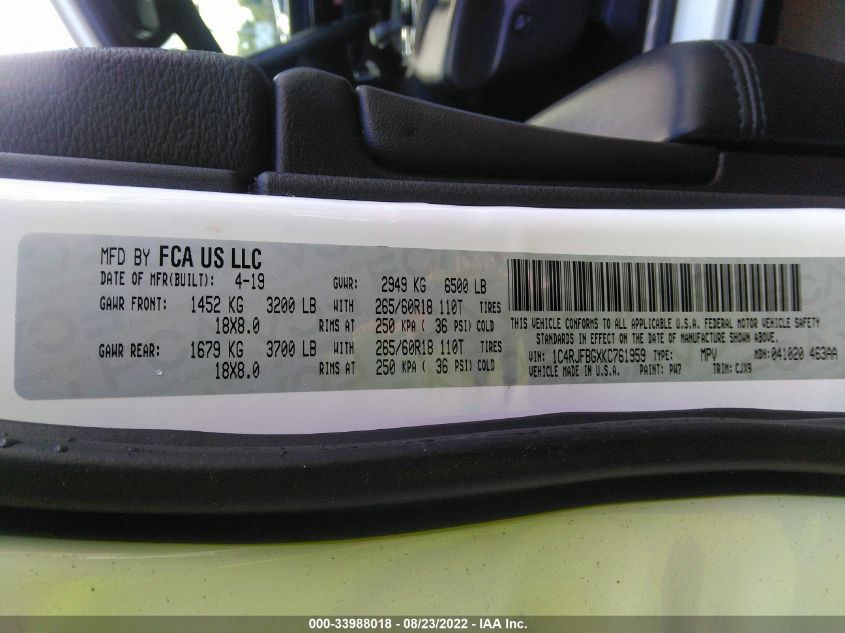 MFD BY FCA US LLC
DATE OF MFR(BUILT): 4-19 GVWR: 2949 KG 6500 LB
GAWR FRONT: 1452 KG 3200 LB WITH 265/60R18 110T TIRES
18X8.0 RIMS AT 250 KPA ( 36 PSI) COLD
GAWR REAR: 1679 KG 3700 LB WITH 265/60R18 110T TIRES
18X8.0 RIMS AT 250 KPA ( 36 PSI) COLD
THIS VEHICLE CONFORMS TO ALL APPLICABLE U.S.A. FEDERAL MOTOR VEHICLE SAFETY
STANDARDS IN EFFECT ON THE DATE OF MANUFACTURE SHOWN ABOVE.
VIN: 1C4RJFBGXKC761959 TYPE: MPV MDH: 041020 463AA
VEHICLE MADE IN U.S.A. PAINT: PW7 TRIM: CJX9
000-33988018 - 08/23/2022 - IAA Inc.